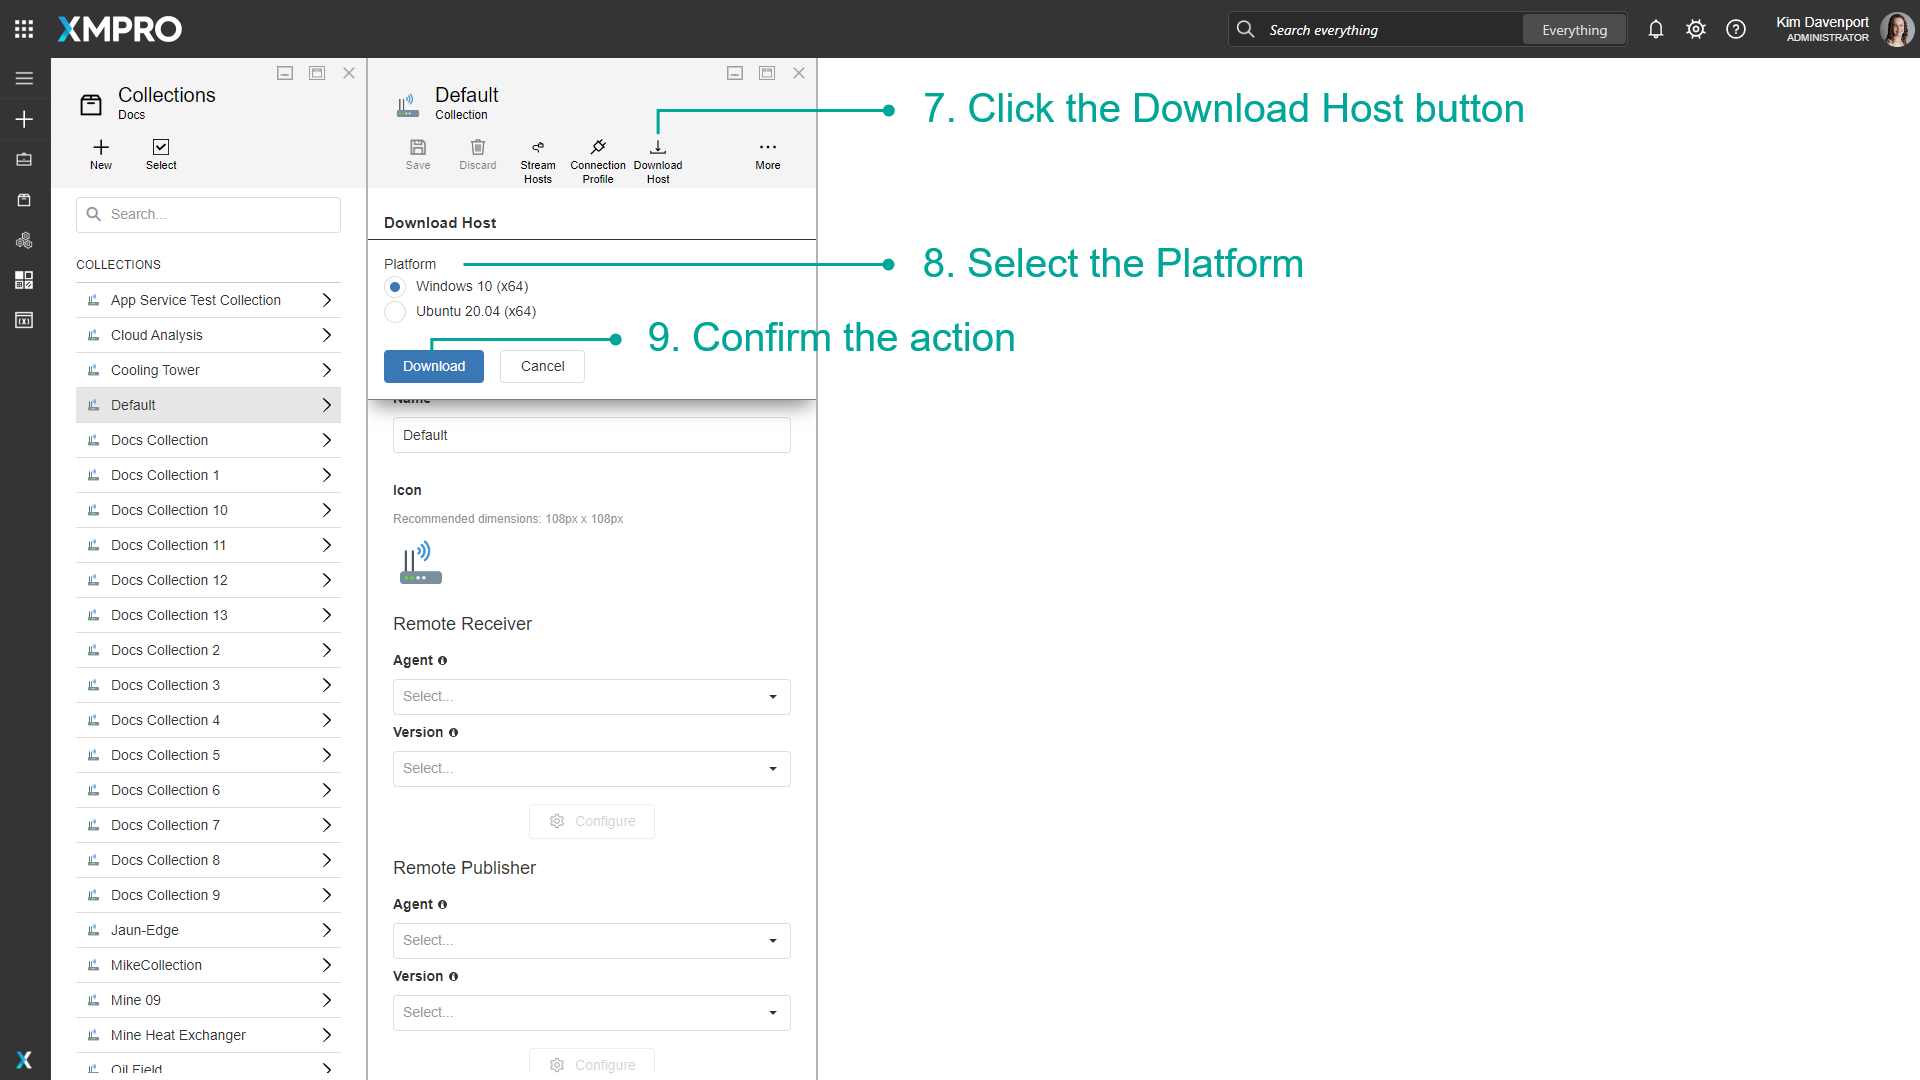 XMPRO
Search everything
Everything
Kim Davenport
ADMINISTRATOR
Collections
Docs
New
Select
Search...
COLLECTIONS
App Service Test Collection
Cloud Analysis
Cooling Tower
Default
Docs Collection
Docs Collection 1
Docs Collection 10
Docs Collection 11
Docs Collection 12
Docs Collection 13
Docs Collection 2
Docs Collection 3
Docs Collection 4
Docs Collection 5
Docs Collection 6
Docs Collection 7
Docs Collection 8
Docs Collection 9
Jaun-Edge
MikeCollection
Mine 09
Mine Heat Exchanger
Oil Field
Default
Collection
Save
Discard
Stream
Hosts
Connection
Profile
Download
Host
More
7. Click the Download Host button
Download Host
Platform
8. Select the Platform
Windows 10 (x64)
Ubuntu 20.04 (x64)
9. Confirm the action
Download
Cancel
Name
Default
Icon
Recommended dimensions: 108px x 108px
Remote Receiver
Agent
Select...
Version
Select...
Configure
Remote Publisher
Agent
Select...
Version
Select...
Configure